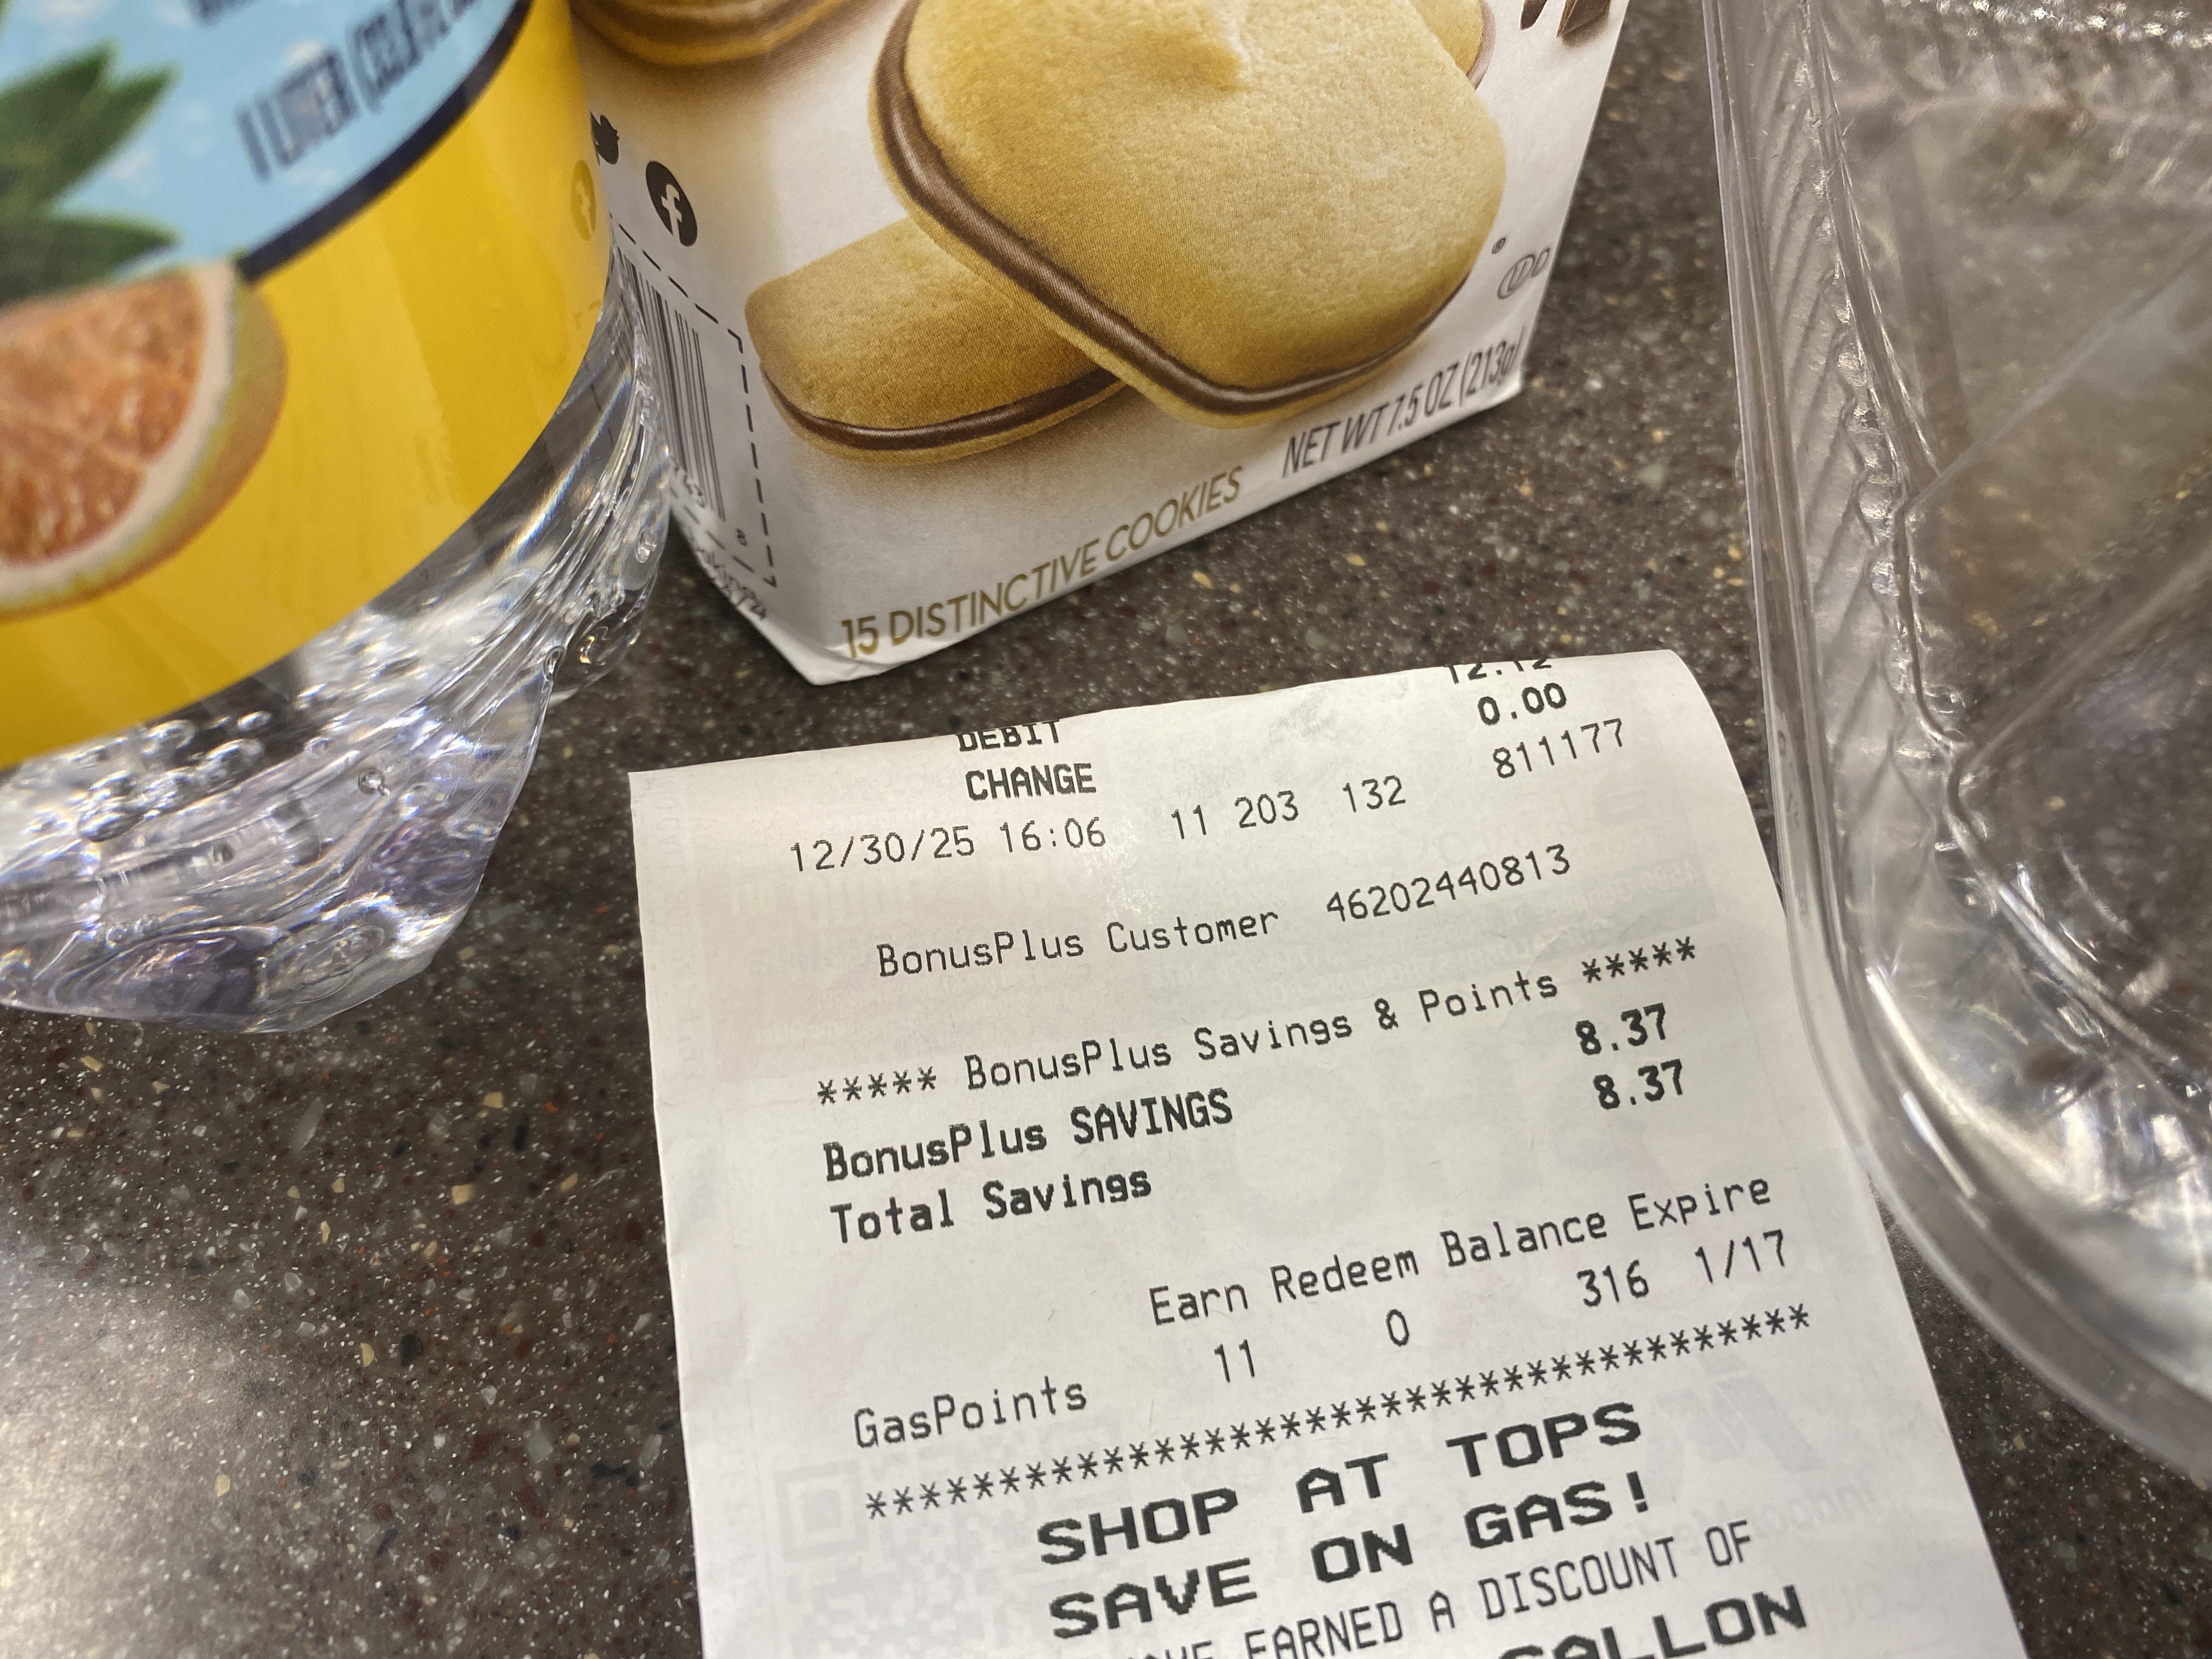 1 LITER
f
®
UD
NET WT 7.5 OZ (213g)
15 DISTINCTIVE COOKIES
DEBIT 12.12
CHANGE 0.00
12/30/25 16:06 11 203 132 811177
BonusPlus Customer 46202440813
***** BonusPlus Savings & Points *****
BonusPlus SAVINGS 8.37
Total Savings 8.37
Earn Redeem Balance Expire
GasPoints 11 0 316 1/17
************************************
SHOP AT TOPS
SAVE ON GAS!
EARNED A DISCOUNT OF
GALLON